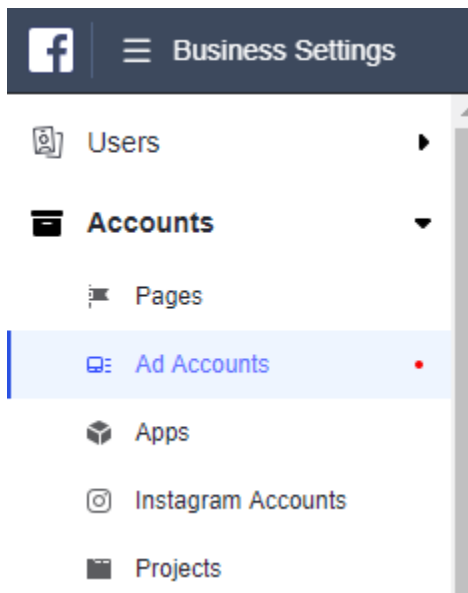 f Business Settings
Users
Accounts
Pages
Ad Accounts
Apps
Instagram Accounts
Projects